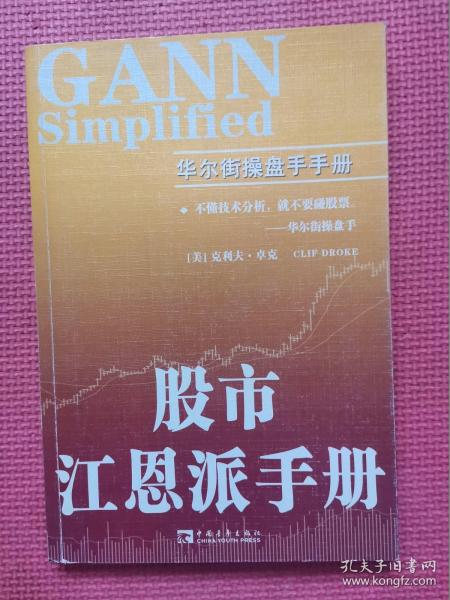 GANN
Simplified
华尔街操盘手手册
◆ 不懂技术分析，就不要碰股票。
——华尔街操盘手
[美] 克利夫·卓克 CLIF DROKE
股市
江恩派手册
中国青年出版社
CHINA YOUTH PRESS
孔夫子旧书网
www.kongfz.com